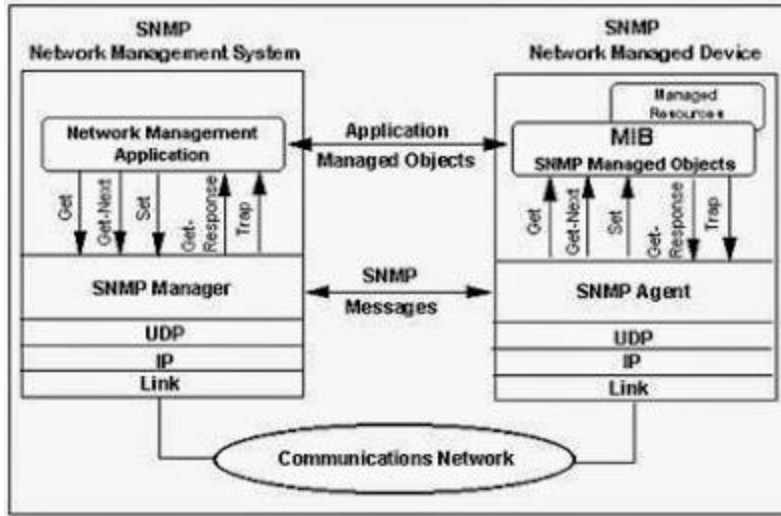 SNMP
Network Management System
Network Management
Application
Get
Get-Next
Set
Get-
Response
Trap
SNMP Manager
UDP
IP
Link
Application
Managed Objects
SNMP
Messages
SNMP
Network Managed Device
Managed
Resources
MIB
SNMP Managed Objects
Get
Get-Next
Set
Get-
Response
Trap
SNMP Agent
UDP
IP
Link
Communications Network